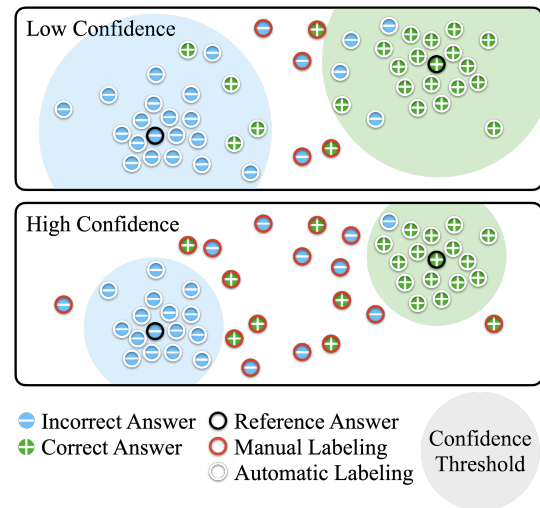 Low Confidence
High Confidence
Incorrect Answer
Reference Answer
Correct Answer
Manual Labeling
Automatic Labeling
Confidence
Threshold